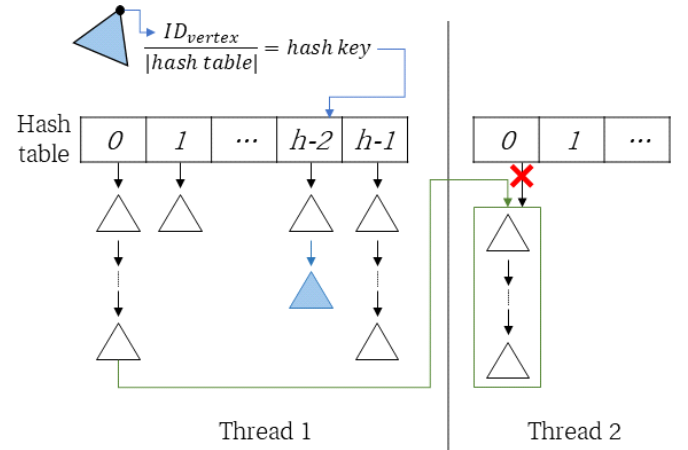 ID_vertex
|hash table| = hash key
Hash
table
0 1 ... h-2 h-1
0 1 ...
Thread 1
Thread 2